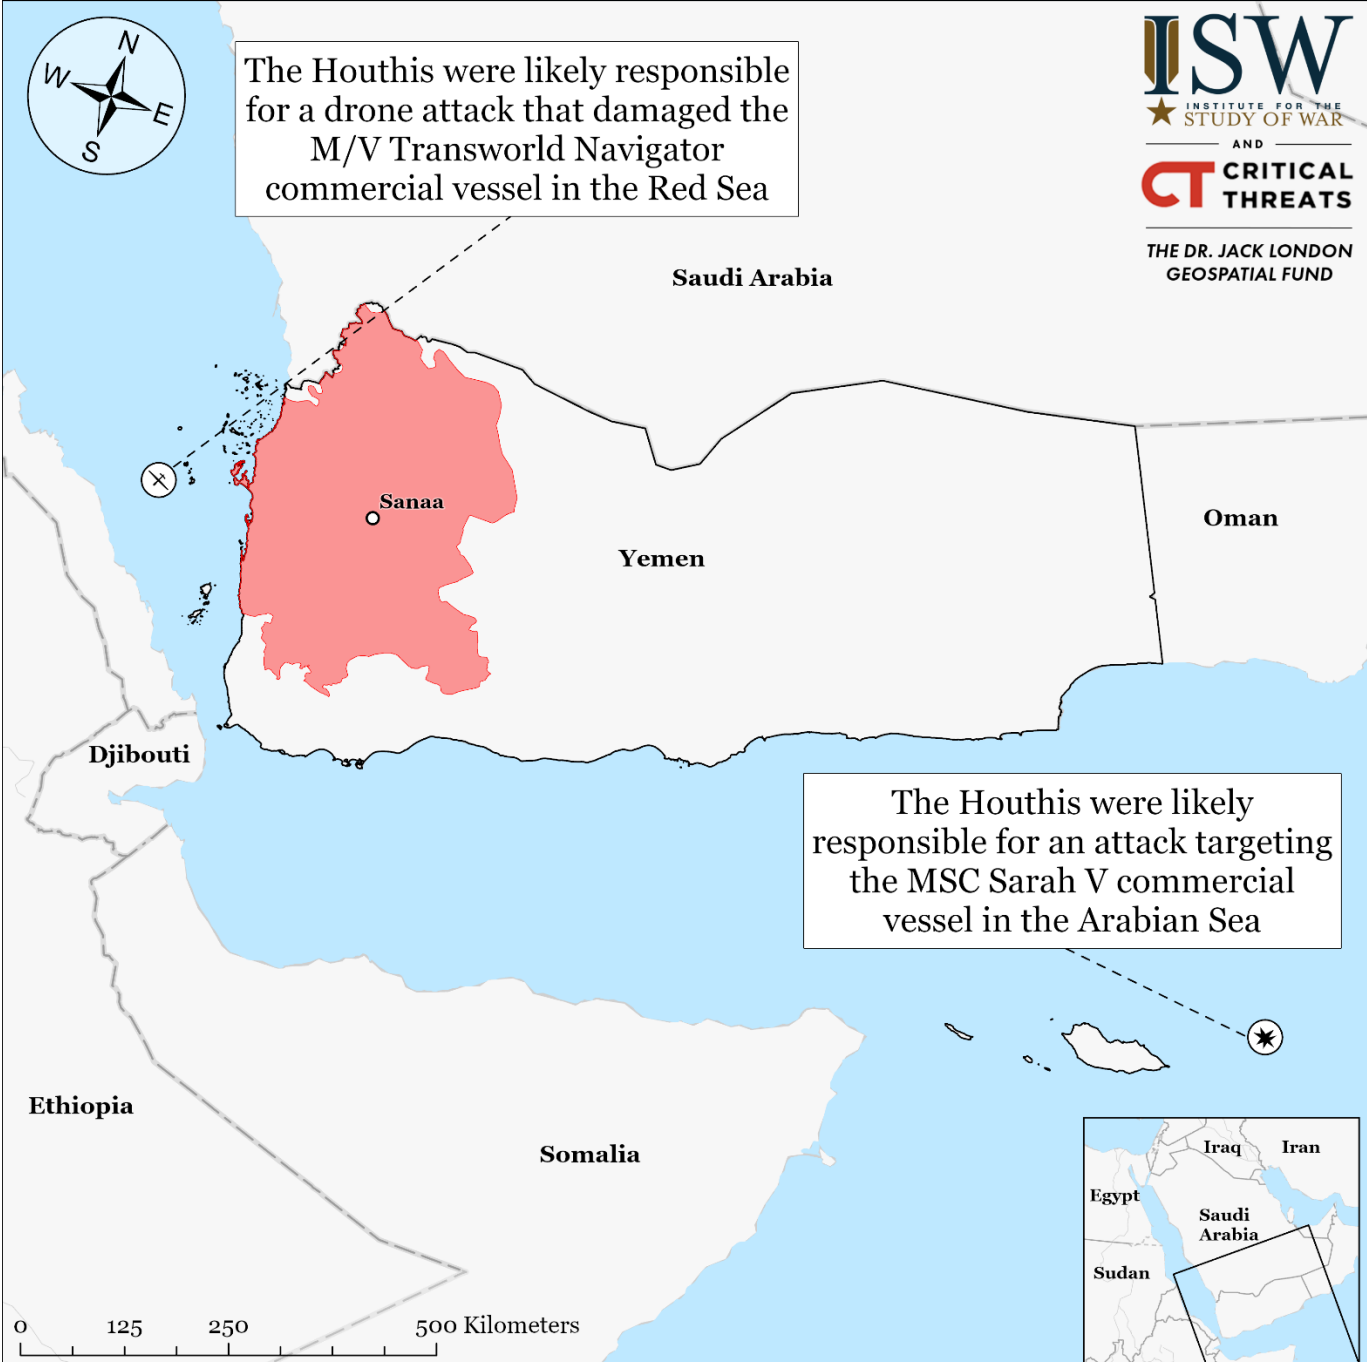 N
W
E
S
The Houthis were likely responsible
for a drone attack that damaged the
M/V Transworld Navigator
commercial vessel in the Red Sea
ISW
INSTITUTE FOR THE
STUDY OF WAR
AND
CT CRITICAL
THREATS
THE DR. JACK LONDON
GEOSPATIAL FUND
Saudi Arabia
Sanaa
Oman
Yemen
Djibouti
The Houthis were likely
responsible for an attack targeting
the MSC Sarah V commercial
vessel in the Arabian Sea
Ethiopia
Somalia
Iraq
Iran
Egypt
Saudi
Arabia
Sudan
0 125 250 500 Kilometers